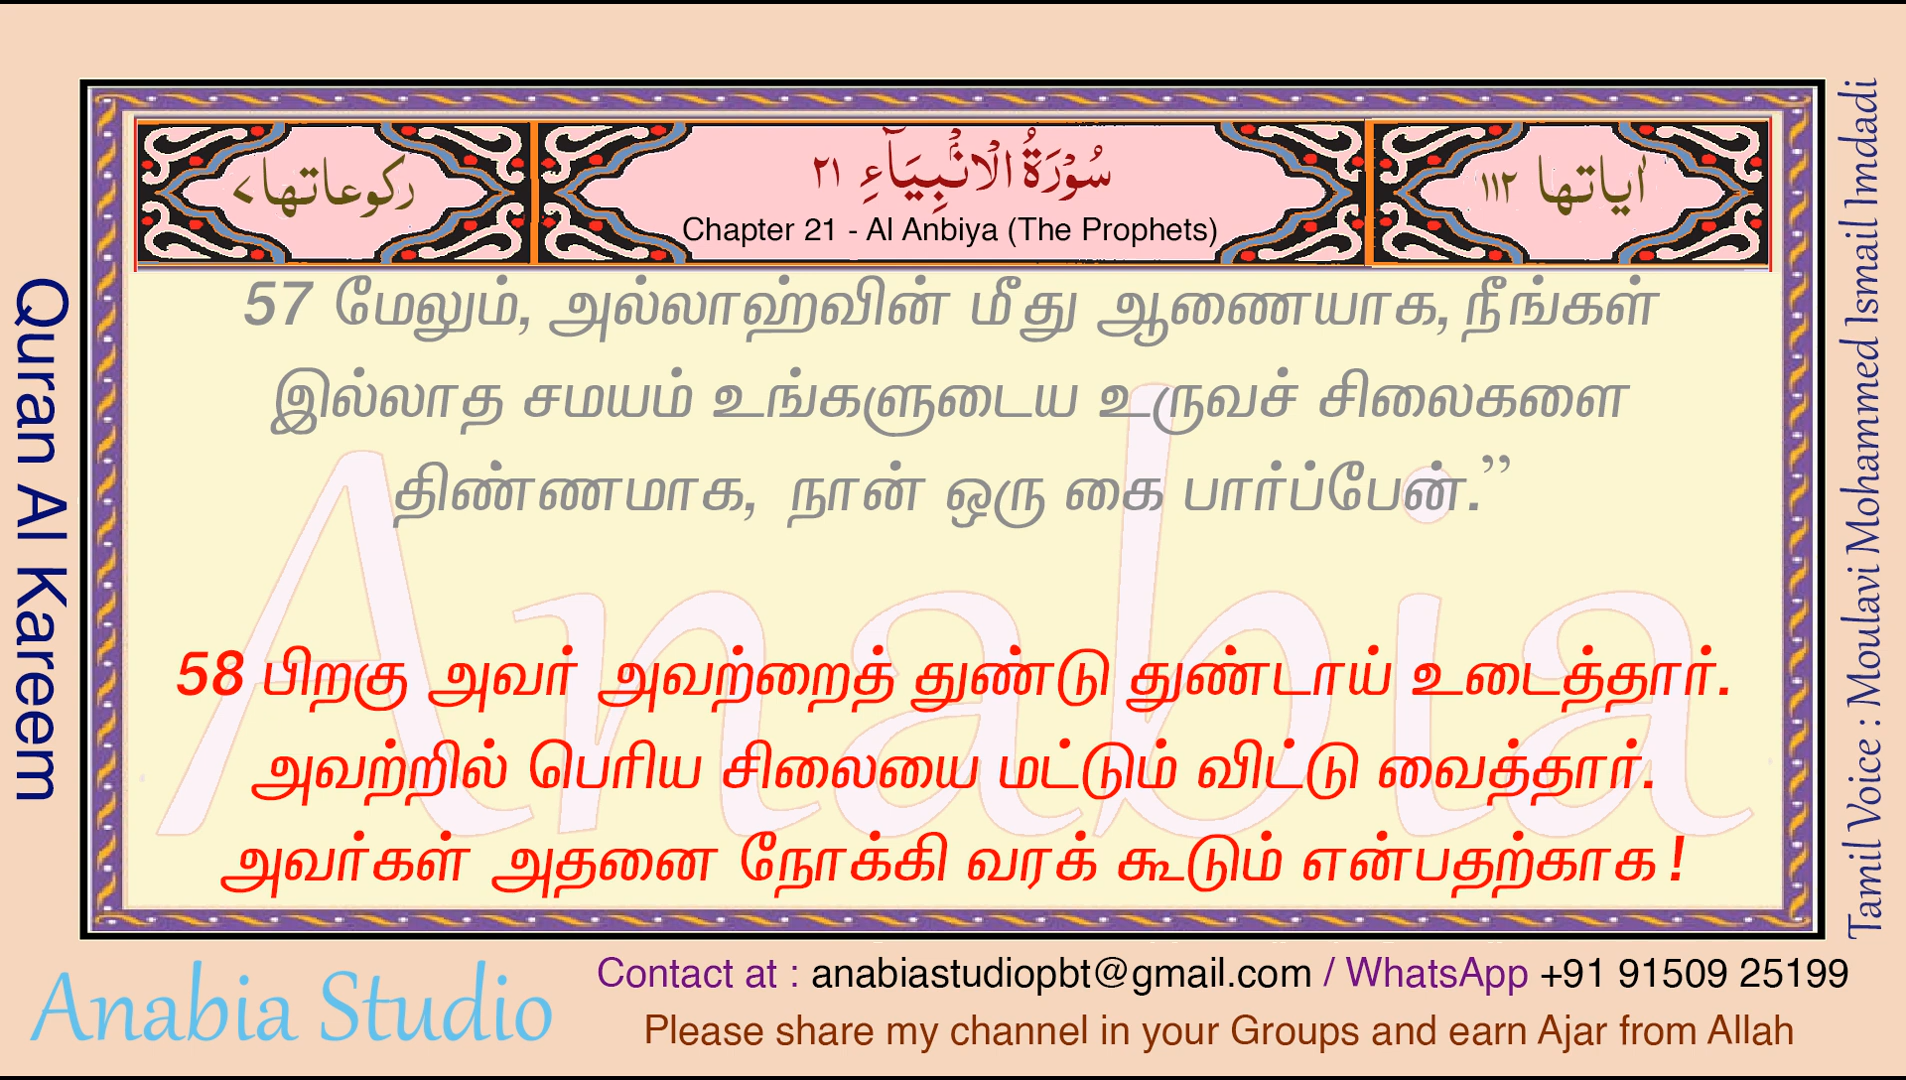 ركوعاتها ٧
سُوْرَةُ الْاَنْۢبِيَآءِ ٢١
اٰياتها ١١٢
Chapter 21 - Al Anbiya (The Prophets)
57 மேலும், அல்லாஹ்வின் மீது ஆணையாக, நீங்கள்
இல்லாத சமயம் உங்களுடைய உருவச் சிலைகளை
திண்ணமாக, நான் ஒரு கை பார்ப்பேன்.”
58 பிறகு அவர் அவற்றைத் துண்டு துண்டாய் உடைத்தார்.
அவற்றில் பெரிய சிலையை மட்டும் விட்டு வைத்தார்.
அவர்கள் அதனை நோக்கி வரக் கூடும் என்பதற்காக!
Anabia
Quran Al Kareem
Tamil Voice : Moulavi Mohammed Ismail Imdadi
Anabia Studio
Contact at : anabiastudiopbt@gmail.com / WhatsApp +91 91509 25199
Please share my channel in your Groups and earn Ajar from Allah